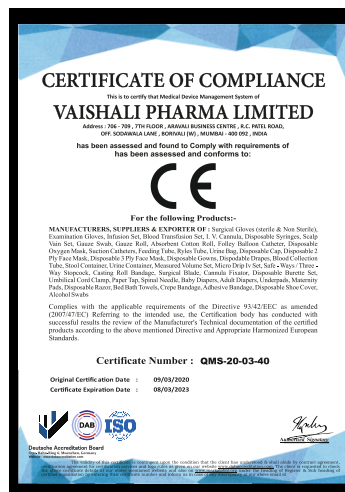 CERTIFICATE OF COMPLIANCE
This is to certify that Medical Device Management System of
VAISHALI PHARMA LIMITED
Address : 706 - 709 , 7TH FLOOR , ARAVALI BUSINESS CENTRE , R.C. PATEL ROAD,
OFF. SODAWALA LANE , BORIVALI (W) , MUMBAI - 400 092 , INDIA
has been assessed and found to Comply with requirements of
has been assessed and conforms to:
CE
For the following Products:-
MANUFACTURERS, SUPPLIERS & EXPORTER OF : Surgical Gloves (sterile & Non Sterile),
Examination Gloves, Infusion Set, Blood Transfusion Set, I. V. Cannula, Disposable Syringes, Scalp
Vain Set, Gauze Swab, Gauze Roll, Absorbent Cotton Roll, Folley Balloon Catheter, Disposable
Oxygen Mask, Suction Catheters, Feeding Tube, Ryles Tube, Urine Bag, Disposable Cap, Disposable 2
Ply Face Mask, Disposable 3 Ply Face Mask, Disposable Gowns, Dispodable Drapes, Blood Collection
Tube, Stool Container, Urine Container, Measured Volume Set, Micro Drip Iv Set, Safe - Ways / Three -
Way Stopcock, Casting Roll Bandage, Surgical Blade, Cannula Fixator, Disposable Burette Set,
Umbilical Cord Clamp, Paper Tap, Spinal Needle, Baby Diapers, Adult Diapers, Underpads, Maternity
Pads, Disposable Razor, Bed Bath Towels, Crepe Bandage, Adhesive Bandage, Disposable Shoe Cover,
Alcohol Swabs
Complies with the applicable requirements of the Directive 93/42/EEC as amended
(2007/47/EC) Referring to the intended use, the Certification body has conducted with
successful results the review of the Manufacturer's Technical documentation of the certified
products according to the above mentioned Directive and Appropriate Harmonized European
Standards.
Certificate Number : QMS-20-03-40
Original Certification Date : 09/03/2020
Certificate Expiration Date : 08/03/2023
DAB
ISO
Deutsche Accreditation Board
Authorised Signature